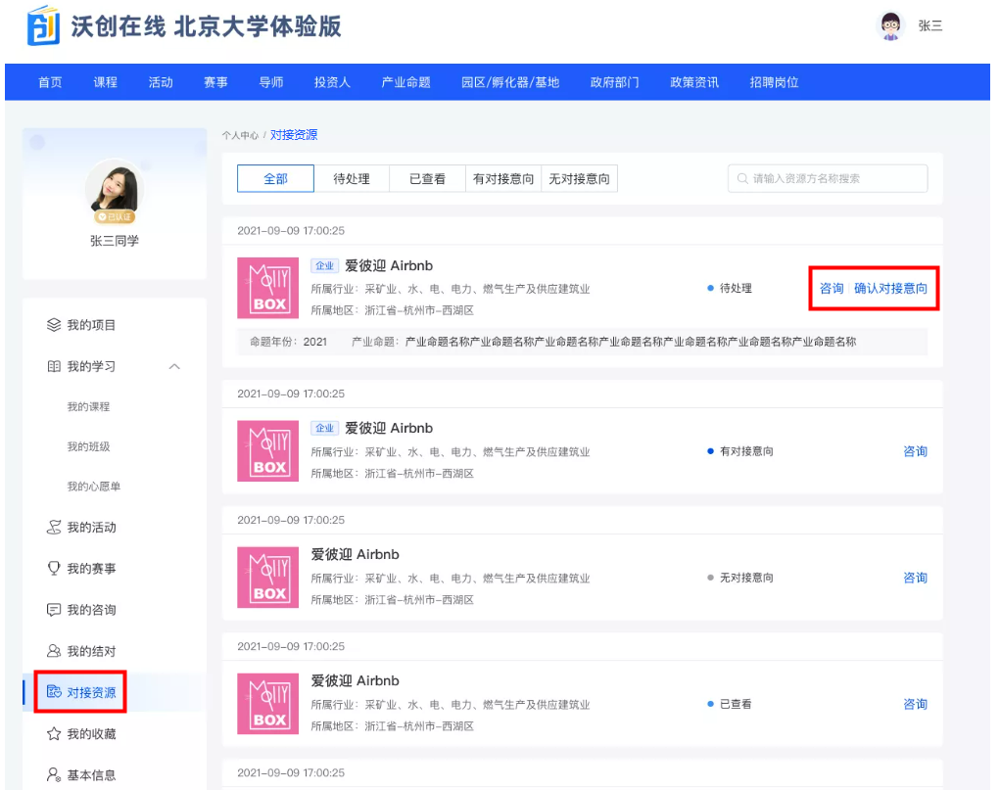 沃创在线 北京大学体验版
张三
首页 课程 活动 赛事 导师 投资人 产业命题 园区/孵化器/基地 政府部门 政策资讯 招聘岗位
已认证
张三同学
我的项目
我的学习
我的课程
我的班级
我的心愿单
我的活动
我的赛事
我的咨询
我的结对
对接资源
我的收藏
基本信息
个人中心 / 对接资源
全部 待处理 已查看 有对接意向 无对接意向
请输入资源方名称搜索
2021-09-09 17:00:25
MOllY
BOX
企业 爱彼迎 Airbnb
所属行业：采矿业、水、电、电力、燃气生产及供应建筑业
所属地区：浙江省-杭州市-西湖区
待处理
咨询 确认对接意向
命题年份：2021 产业命题：产业命题名称产业命题名称产业命题名称产业命题名称产业命题名称产业命题名称产业命题名称
2021-09-09 17:00:25
MOllY
BOX
企业 爱彼迎 Airbnb
所属行业：采矿业、水、电、电力、燃气生产及供应建筑业
所属地区：浙江省-杭州市-西湖区
有对接意向
咨询
2021-09-09 17:00:25
MOllY
BOX
爱彼迎 Airbnb
所属行业：采矿业、水、电、电力、燃气生产及供应建筑业
所属地区：浙江省-杭州市-西湖区
无对接意向
咨询
2021-09-09 17:00:25
MOllY
BOX
爱彼迎 Airbnb
所属行业：采矿业、水、电、电力、燃气生产及供应建筑业
所属地区：浙江省-杭州市-西湖区
已查看
咨询
2021-09-09 17:00:25